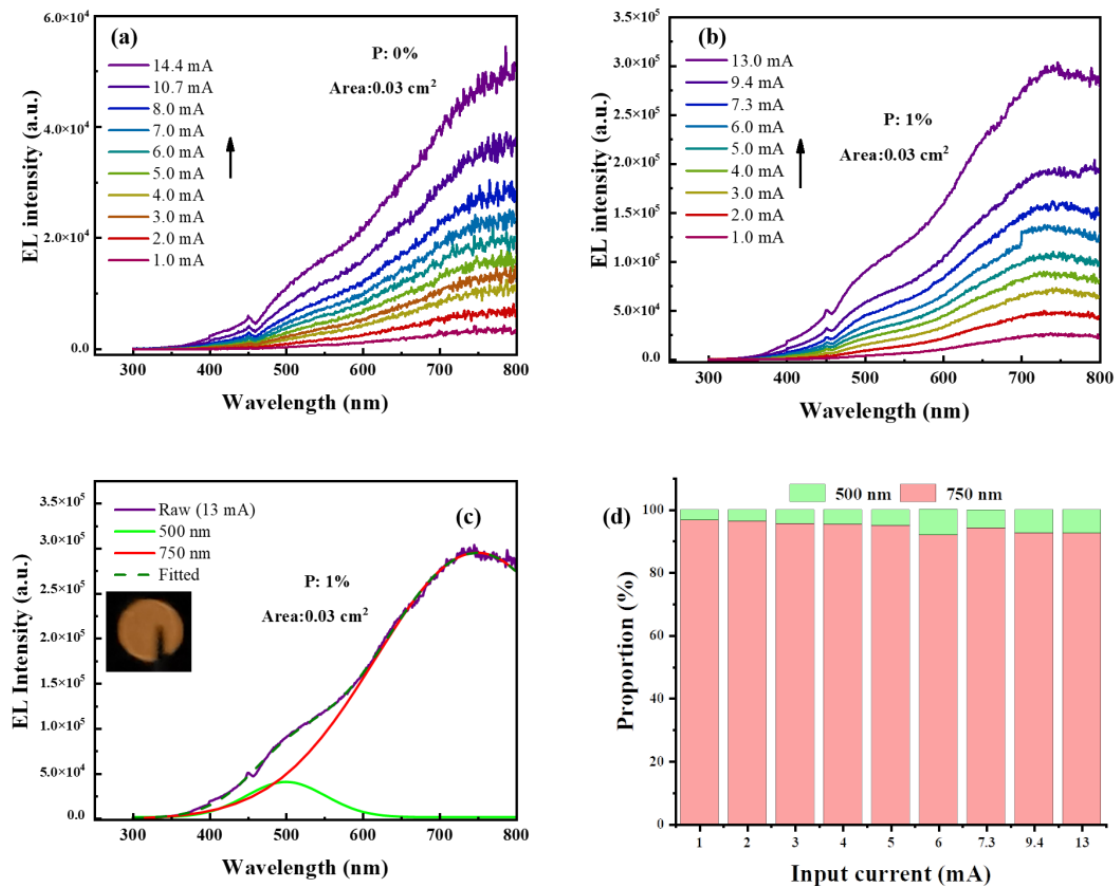 (a)
P: 0%
Area:0.03 cm²
14.4 mA
10.7 mA
8.0 mA
7.0 mA
6.0 mA
5.0 mA
4.0 mA
3.0 mA
2.0 mA
1.0 mA
EL intensity (a.u.)
6.0×10⁴
4.0×10⁴
2.0×10⁴
0.0
300 400 500 600 700 800
Wavelength (nm)
(b)
P: 1%
Area:0.03 cm²
13.0 mA
9.4 mA
7.3 mA
6.0 mA
5.0 mA
4.0 mA
3.0 mA
2.0 mA
1.0 mA
EL intensity (a.u.)
3.5×10⁵
3.0×10⁵
2.5×10⁵
2.0×10⁵
1.5×10⁵
1.0×10⁵
5.0×10⁴
0.0
300 400 500 600 700 800
Wavelength (nm)
(c)
Raw (13 mA)
500 nm
750 nm
Fitted
P: 1%
Area:0.03 cm²
EL Intensity (a.u.)
3.5×10⁵
3.0×10⁵
2.5×10⁵
2.0×10⁵
1.5×10⁵
1.0×10⁵
5.0×10⁴
0.0
300 400 500 600 700 800
Wavelength (nm)
(d)
500 nm 750 nm
Proportion (%)
100
80
60
40
20
0
1 2 3 4 5 6 7.3 9.4 13
Input current (mA)